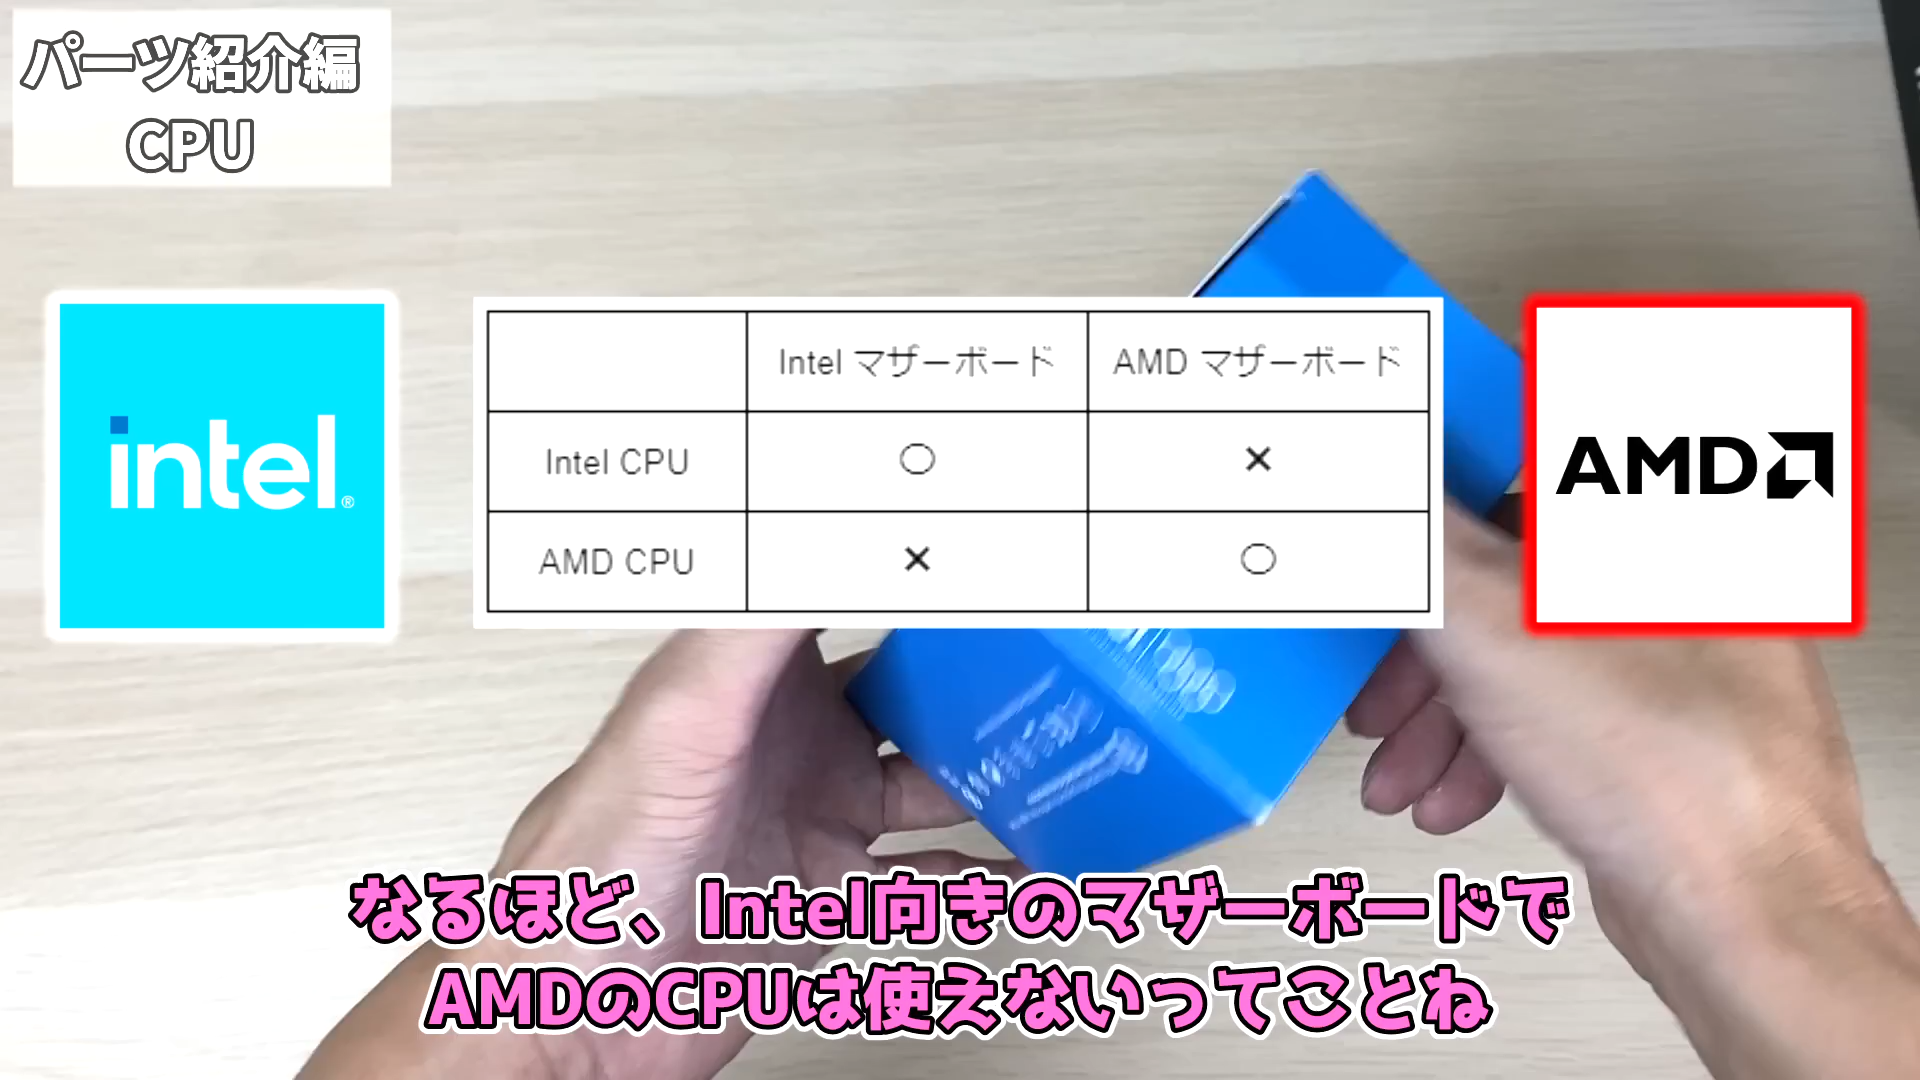 パーツ紹介編
CPU
intel®
Intel マザーボード AMD マザーボード
Intel CPU ○ ×
AMD CPU × ○
AMD
なるほど、Intel向きのマザーボードで
AMDのCPUは使えないってことね